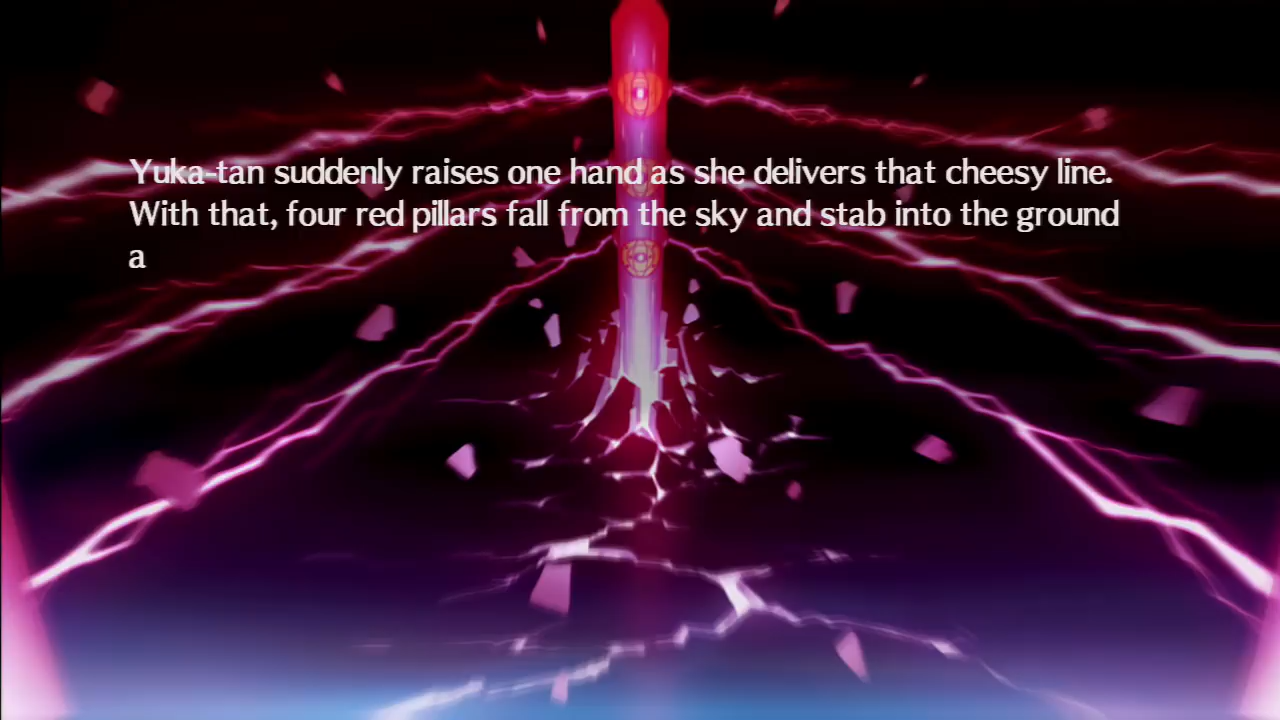 Yuka-tan suddenly raises one hand as she delivers that cheesy line.
With that, four red pillars fall from the sky and stab into the ground
a